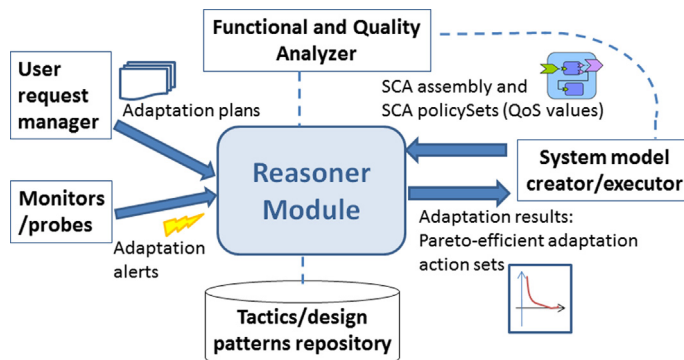 Functional and Quality
Analyzer
User
request
manager
Adaptation plans
SCA assembly and
SCA policySets (QoS values)
Reasoner
Module
System model
creator/executor
Monitors
/probes
Adaptation
alerts
Adaptation results:
Pareto-efficient adaptation
action sets
Tactics/design
patterns repository